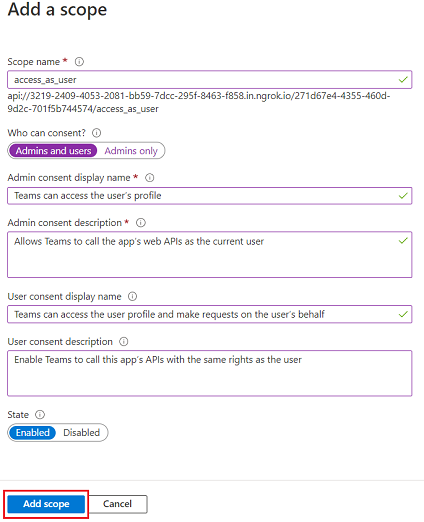 Add a scope
Scope name *
access_as_user
api://3219-2409-4053-2081-bb59-7dcc-295f-8463-f858.in.ngrok.io/271d67e4-4355-460d-
9d2c-701f5b744574/access_as_user
Who can consent?
Admins and users Admins only
Admin consent display name *
Teams can access the user's profile
Admin consent description *
Allows Teams to call the app's web APIs as the current user
User consent display name
Teams can access the user profile and make requests on the user's behalf
User consent description
Enable Teams to call this app's APIs with the same rights as the user
State
Enabled Disabled
Add scope Cancel